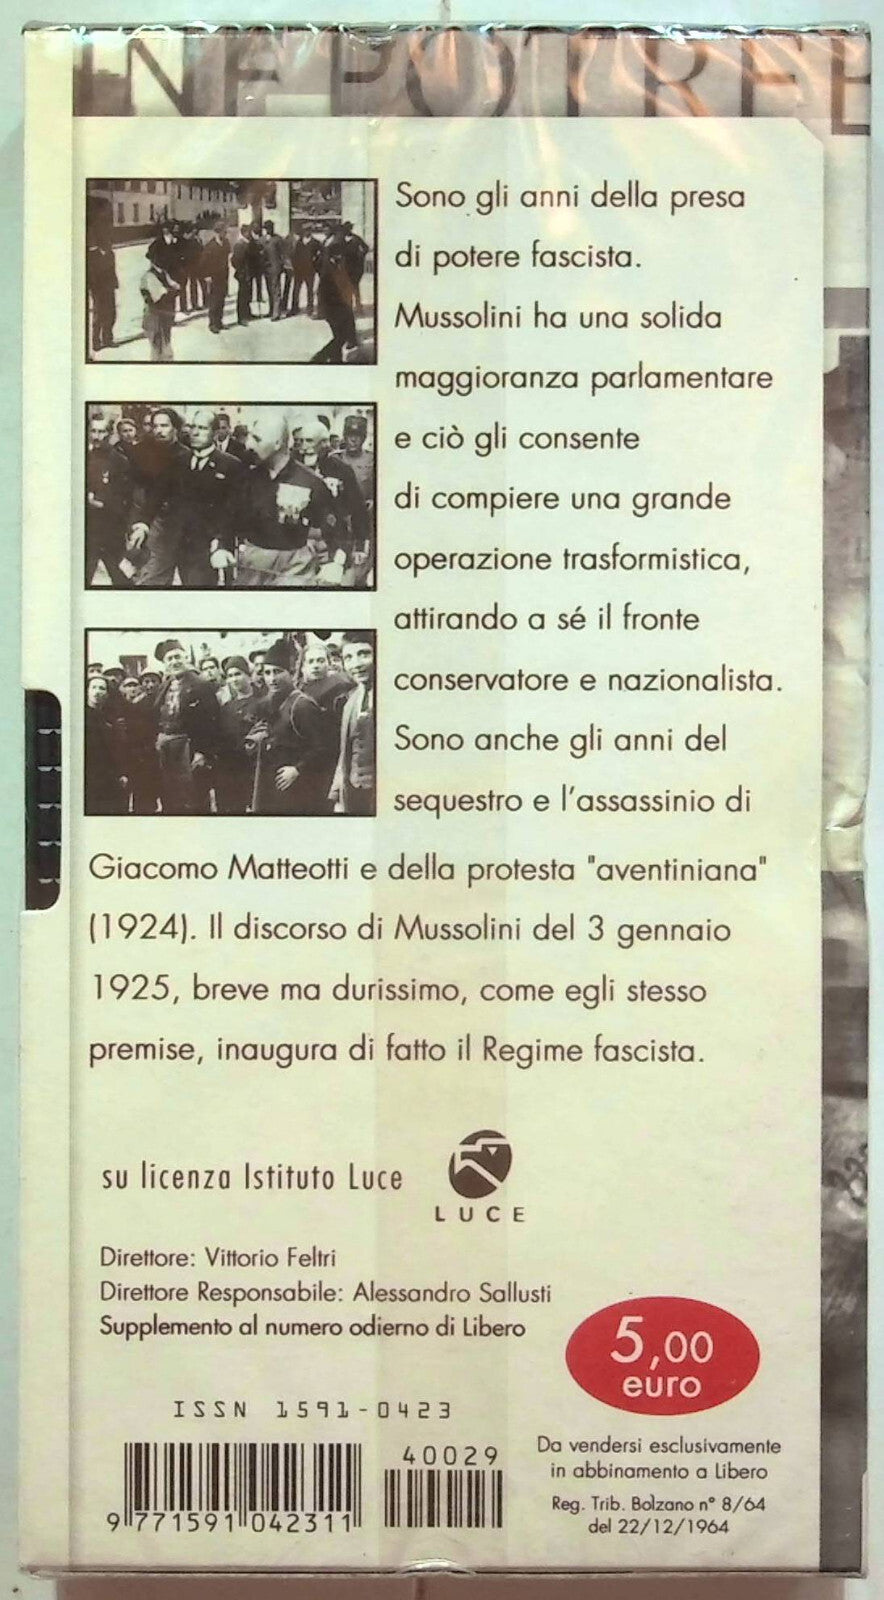 Sono gli anni della presa
di potere fascista.
Mussolini ha una solida
maggioranza parlamentare
e ciò gli consente
di compiere una grande
operazione trasformistica,
attirando a sé il fronte
conservatore e nazionalista.
Sono anche gli anni del
sequestro e l'assassinio di
Giacomo Matteotti e della protesta "aventiniana"
(1924). Il discorso di Mussolini del 3 gennaio
1925, breve ma durissimo, come egli stesso
premise, inaugura di fatto il Regime fascista.
su licenza Istituto Luce
LUCE
Direttore: Vittorio Feltri
Direttore Responsabile: Alessandro Sallusti
Supplemento al numero odierno di Libero
5,00
euro
ISSN 1591-0423
40029
9 771591 042311
Da vendersi esclusivamente
in abbinamento a Libero
Reg. Trib. Bolzano n° 8/64
del 22/12/1964